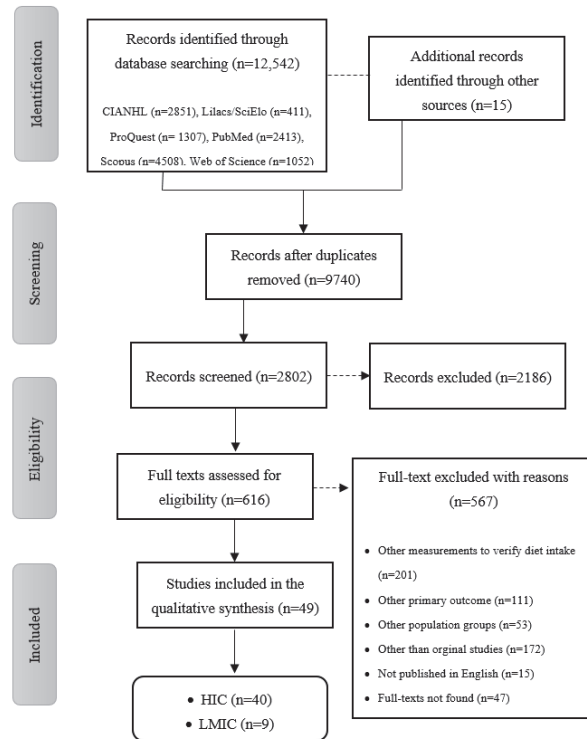 Identification
Records identified through
database searching (n=12,542)
CIANHL (n=2851), Lilacs/SciElo (n=411),
ProQuest (n= 1307), PubMed (n=2413),
Scopus (n=4508), Web of Science (n=1052)
Additional records
identified through other
sources (n=15)
Screening
Records after duplicates
removed (n=9740)
Records screened (n=2802)
Records excluded (n=2186)
Eligibility
Full texts assessed for
eligibility (n=616)
Full-text excluded with reasons
(n=567)
• Other measurements to verify diet intake
(n=201)
• Other primary outcome (n=111)
• Other population groups (n=53)
• Other than orginal studies (n=172)
• Not published in English (n=15)
• Full-texts not found (n=47)
Included
Studies included in the
qualitative synthesis (n=49)
• HIC (n=40)
• LMIC (n=9)